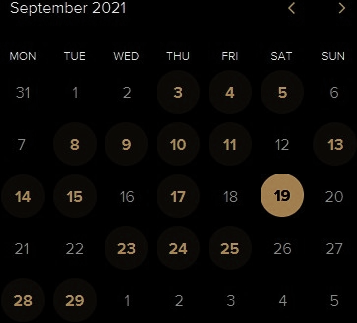 September 2021
MON TUE WED THU FRI SAT SUN
31 1 2 3 4 5 6
7 8 9 10 11 12 13
14 15 16 17 18 19 20
21 22 23 24 25 26 27
28 29 1 2 3 4 5